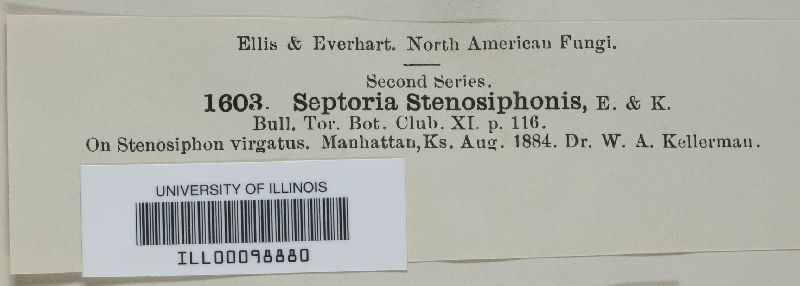 Ellis & Everhart. North American Fungi.
Second Series.
1603. Septoria Stenosiphonis, E. & K.
Bull. Tor. Bot. Club. XI. p. 116.
On Stenosiphon virgatus. Manhattan, Ks. Aug. 1884. Dr. W. A. Kellerman.
UNIVERSITY OF ILLINOIS
ILL00098880